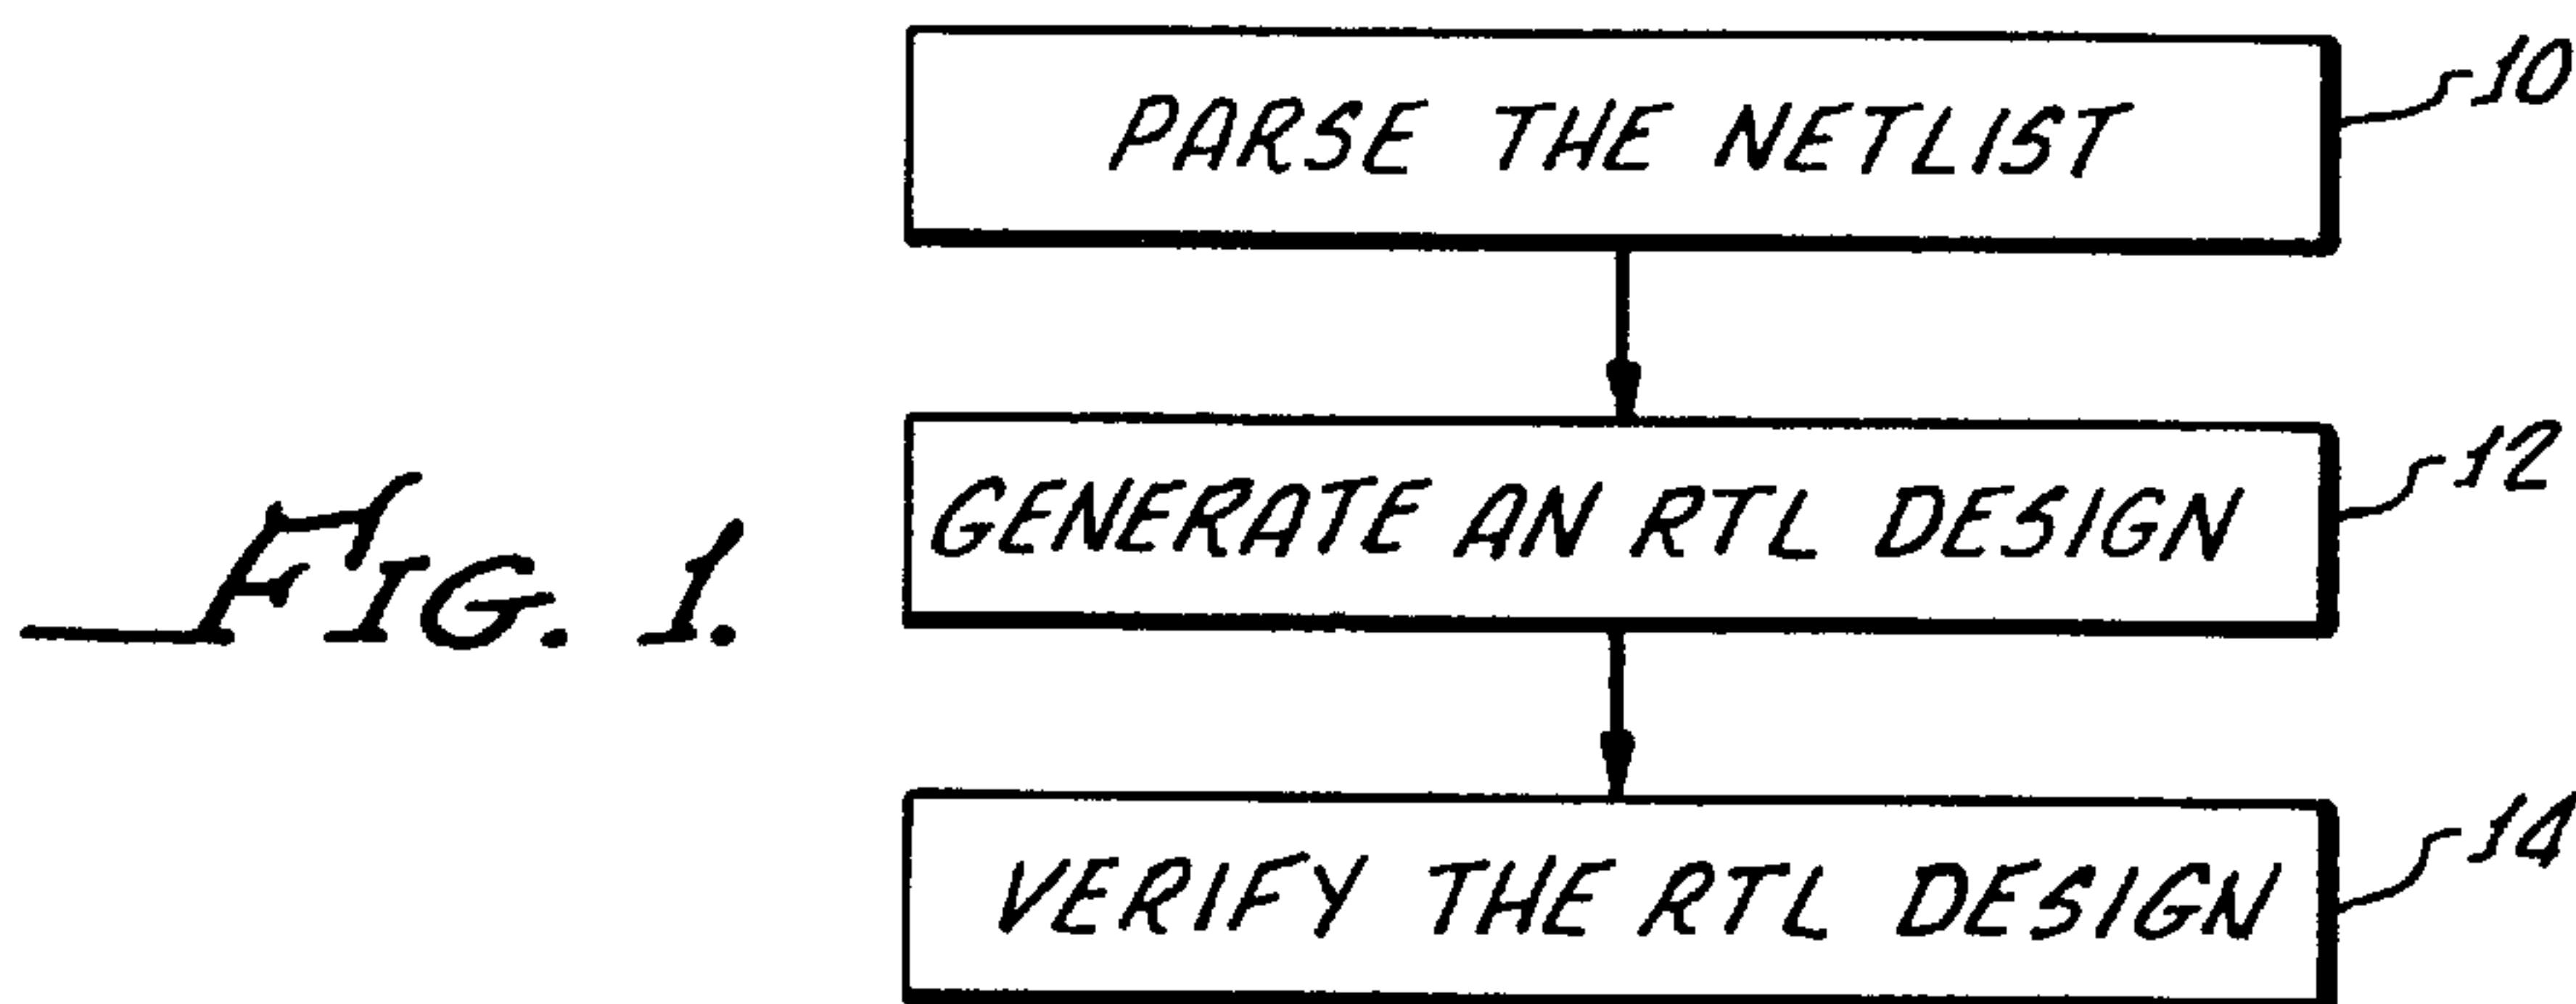 PARSE THE NETLIST
10
GENERATE AN RTL DESIGN
12
FIG. 1.
VERIFY THE RTL DESIGN
14